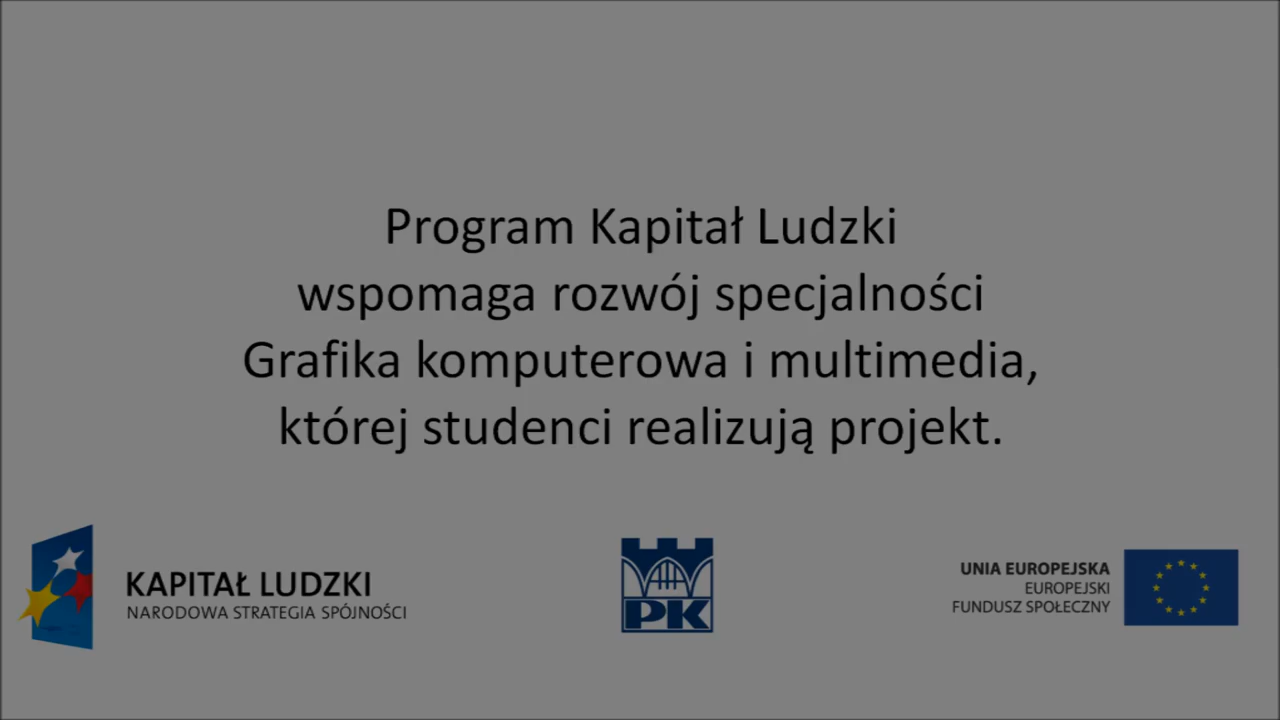 Program Kapitał Ludzki
wspomaga rozwój specjalności
Grafika komputerowa i multimedia,
której studenci realizują projekt.
KAPITAŁ LUDZKI
NARODOWA STRATEGIA SPÓJNOŚCI
PK
UNIA EUROPEJSKA
EUROPEJSKI
FUNDUSZ SPOŁECZNY